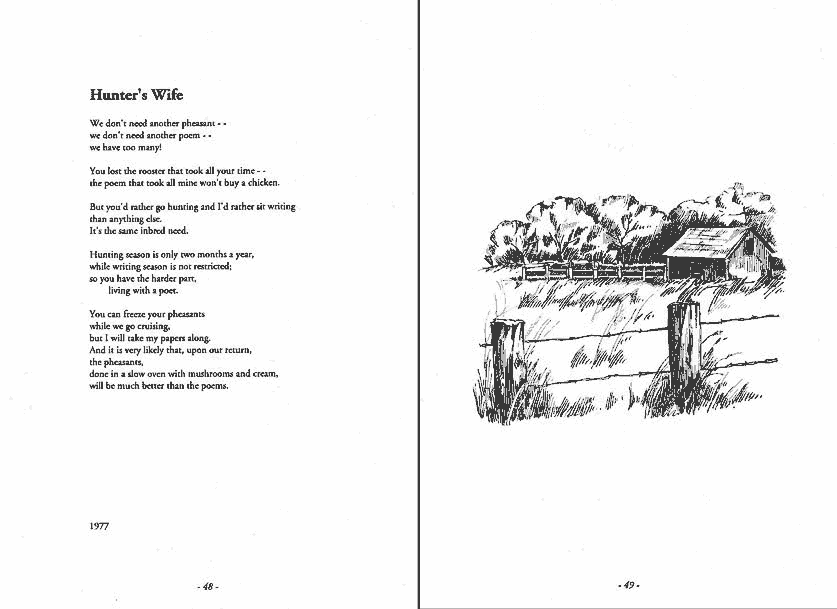 Hunter's Wife
We don't need another pheasant - -
we don't need another poem - -
we have too many!
You lost the rooster that took all your time - -
the poem that took all mine won't buy a chicken.
But you'd rather go hunting and I'd rather sit writing
than anything else.
It's the same inbred need.
Hunting season is only two months a year,
while writing season is not restricted;
so you have the harder part,
living with a poet.
You can freeze your pheasants
while we go cruising,
but I will take my papers along.
And it is very likely that, upon our return,
the pheasants,
done in a slow oven with mushrooms and cream,
will be much better than the poems.
1977
- 48 -
- 49 -